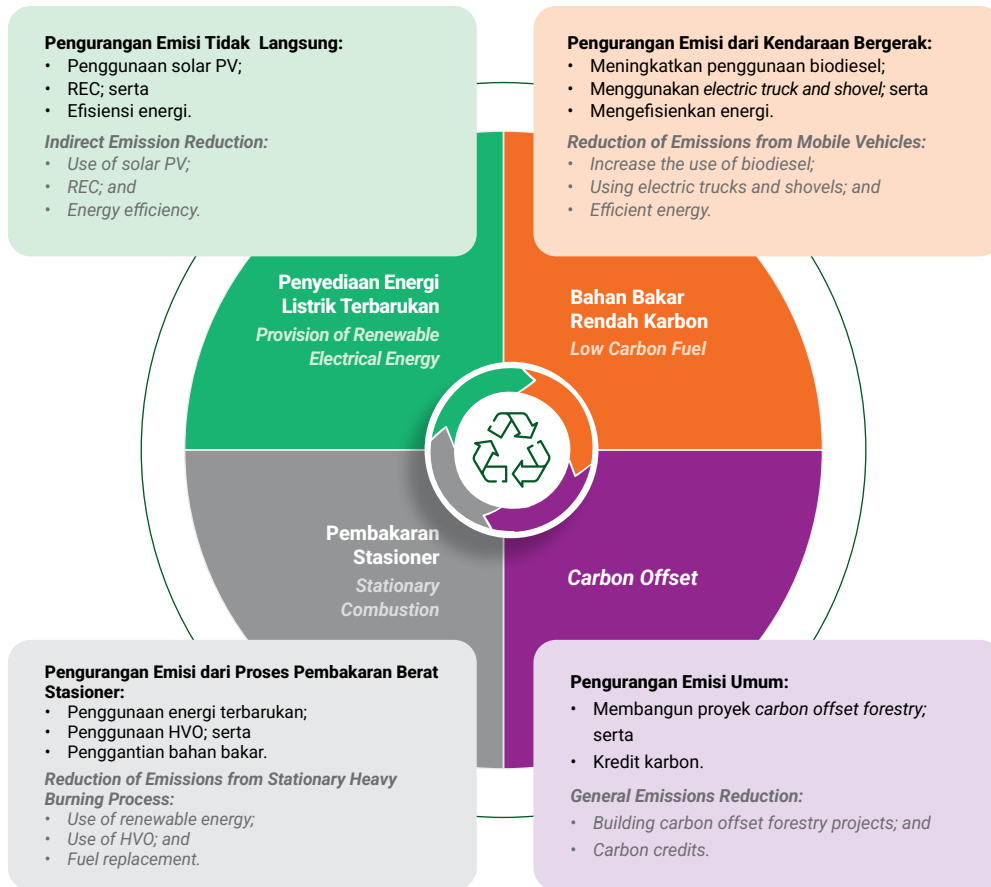 Pengurangan Emisi Tidak Langsung:
• Penggunaan solar PV;
• REC; serta
• Efisiensi energi.
Indirect Emission Reduction:
• Use of solar PV;
• REC; and
• Energy efficiency.
Pengurangan Emisi dari Kendaraan Bergerak:
• Meningkatkan penggunaan biodiesel;
• Menggunakan electric truck and shovel; serta
• Mengefisienkan energi.
Reduction of Emissions from Mobile Vehicles:
• Increase the use of biodiesel;
• Using electric trucks and shovels; and
• Efficient energy.
Penyediaan Energi
Listrik Terbarukan
Provision of Renewable
Electrical Energy
Bahan Bakar
Rendah Karbon
Low Carbon Fuel
Pembakaran
Stasioner
Stationary
Combustion
Carbon Offset
Pengurangan Emisi dari Proses Pembakaran Berat
Stasioner:
• Penggunaan energi terbarukan;
• Penggunaan HVO; serta
• Penggantian bahan bakar.
Reduction of Emissions from Stationary Heavy
Burning Process:
• Use of renewable energy;
• Use of HVO; and
• Fuel replacement.
Pengurangan Emisi Umum:
• Membangun proyek carbon offset forestry;
serta
• Kredit karbon.
General Emissions Reduction:
• Building carbon offset forestry projects; and
• Carbon credits.